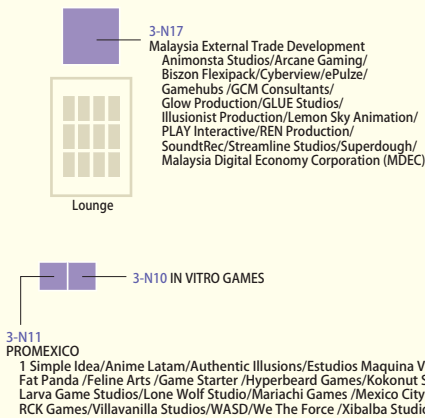 3-N17
Malaysia External Trade Development
Animonsta Studios/Arcane Gaming/
Biszon Flexipack/Cyberview/ePulze/
Gamehubs /GCM Consultants/
Glow Production/GLUE Studios/
Illusionist Production/Lemon Sky Animation/
PLAY Interactive/REN Production/
SoundtRec/Streamline Studios/Superdough/
Malaysia Digital Economy Corporation (MDEC)
Lounge
3-N10 IN VITRO GAMES
3-N11
PROMEXICO
1 Simple Idea/Anime Latam/Authentic Illusions/Estudios Maquina
Fat Panda /Feline Arts /Game Starter /Hyperbeard Games/Kokonut
Larva Game Studios/Lone Wolf Studio/Mariachi Games /Mexico City
RCK Games/Villavanilla Studios/WASD/We The Force /Xibalba